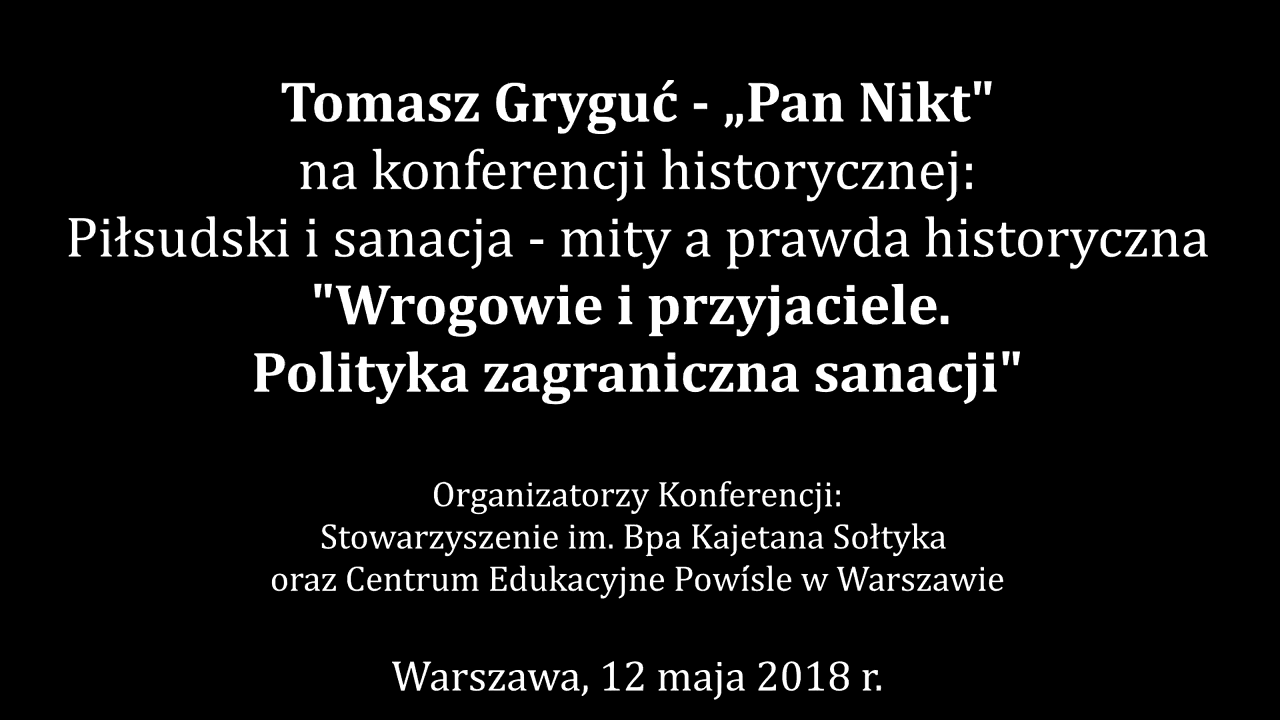 Tomasz Gryguć - „Pan Nikt"
na konferencji historycznej:
Piłsudski i sanacja - mity a prawda historyczna
"Wrogowie i przyjaciele.
Polityka zagraniczna sanacji"
Organizatorzy Konferencji:
Stowarzyszenie im. Bpa Kajetana Sołtyka
oraz Centrum Edukacyjne Powísle w Warszawie
Warszawa, 12 maja 2018 r.